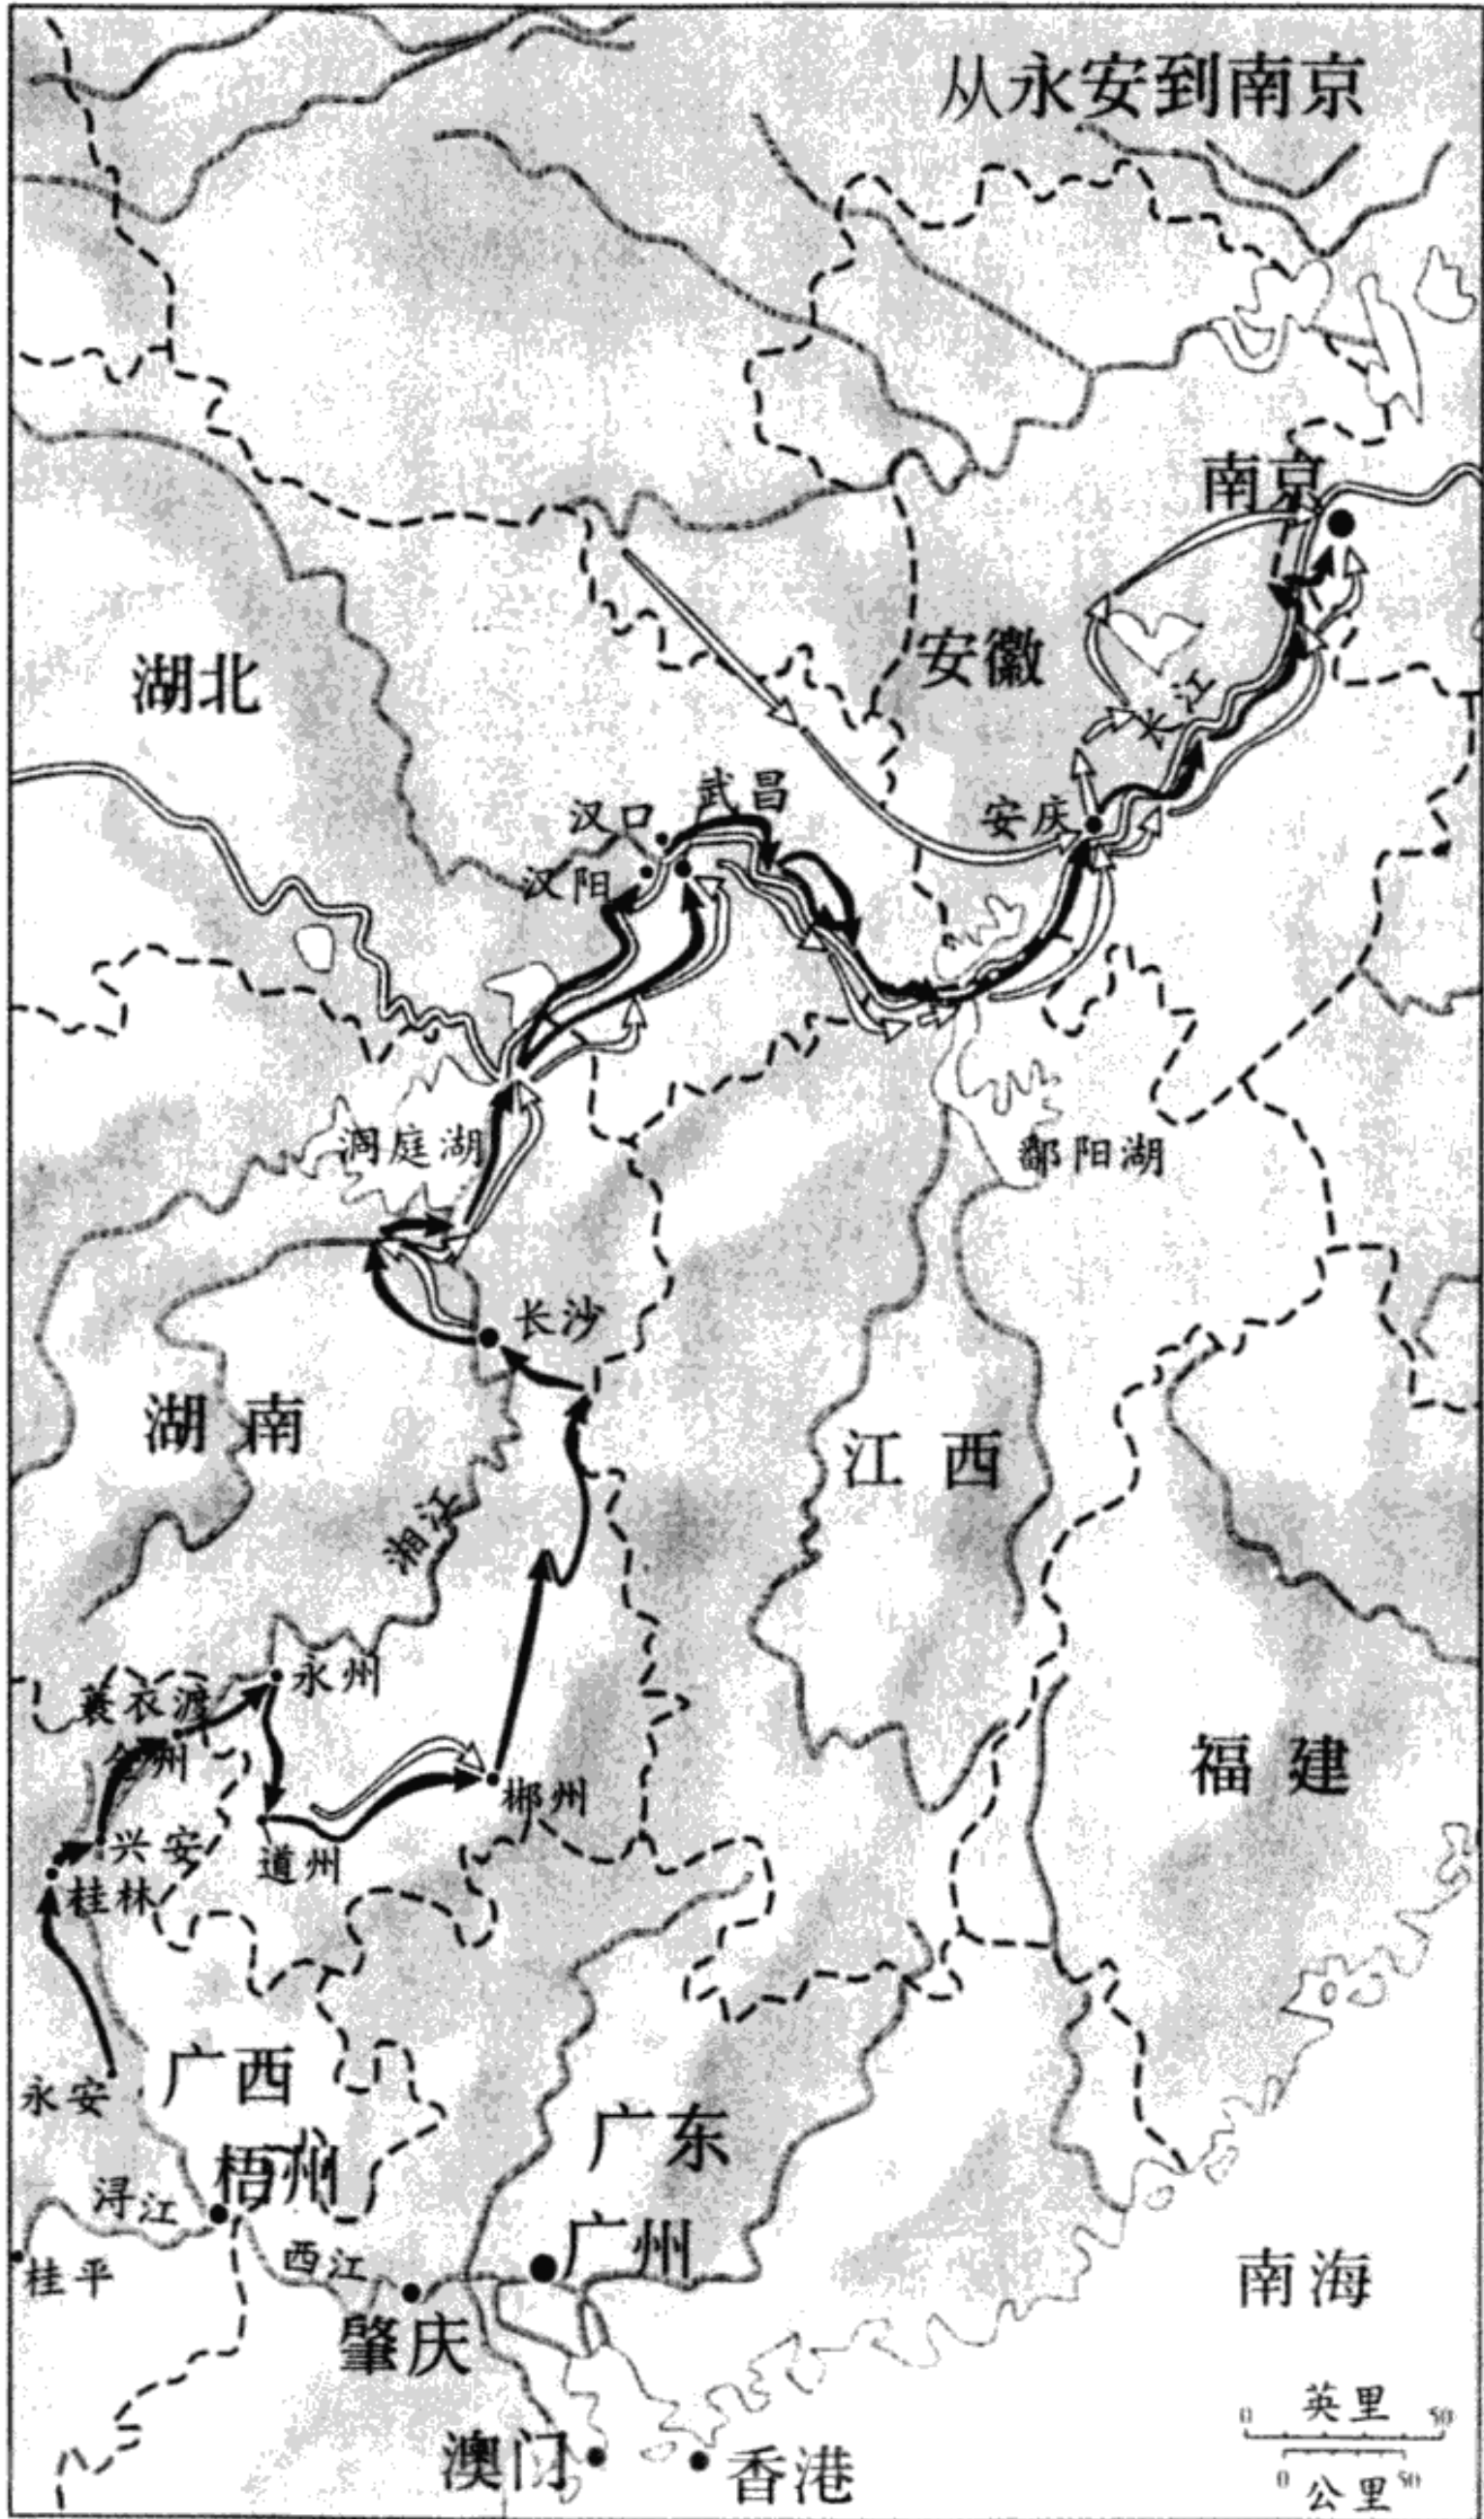 从永安到南京
南京
安徽
湖北
长江
武昌
汉口
安庆
汉阳
洞庭湖
鄱阳湖
长沙
湖南
江西
湘江
永州
蓑衣渡
全州
福建
郴州
兴安
道州
桂林
广西
永安
广东
梧州
浔江
广州
西江
桂平
南海
肇庆
英里
0 50
澳门
香港
0 50
公里